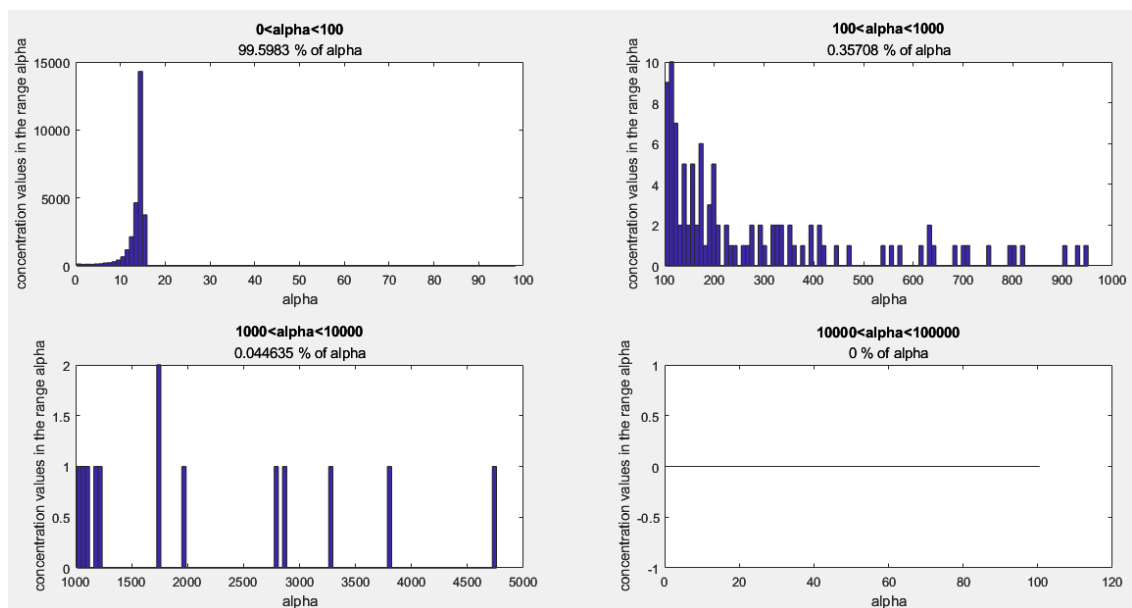 0<alpha<100
99.5983 % of alpha
concentration values in the range alpha
15000
10000
5000
0
0 10 20 30 40 50 60 70 80 90 100
alpha
100<alpha<1000
0.35708 % of alpha
concentration values in the range alpha
10
8
6
4
2
0
100 200 300 400 500 600 700 800 900 1000
alpha
1000<alpha<10000
0.044635 % of alpha
concentration values in the range alpha
2
1.5
1
0.5
0
1000 1500 2000 2500 3000 3500 4000 4500 5000
alpha
10000<alpha<100000
0 % of alpha
concentration values in the range alpha
1
0.5
0
-0.5
-1
0 20 40 60 80 100 120
alpha